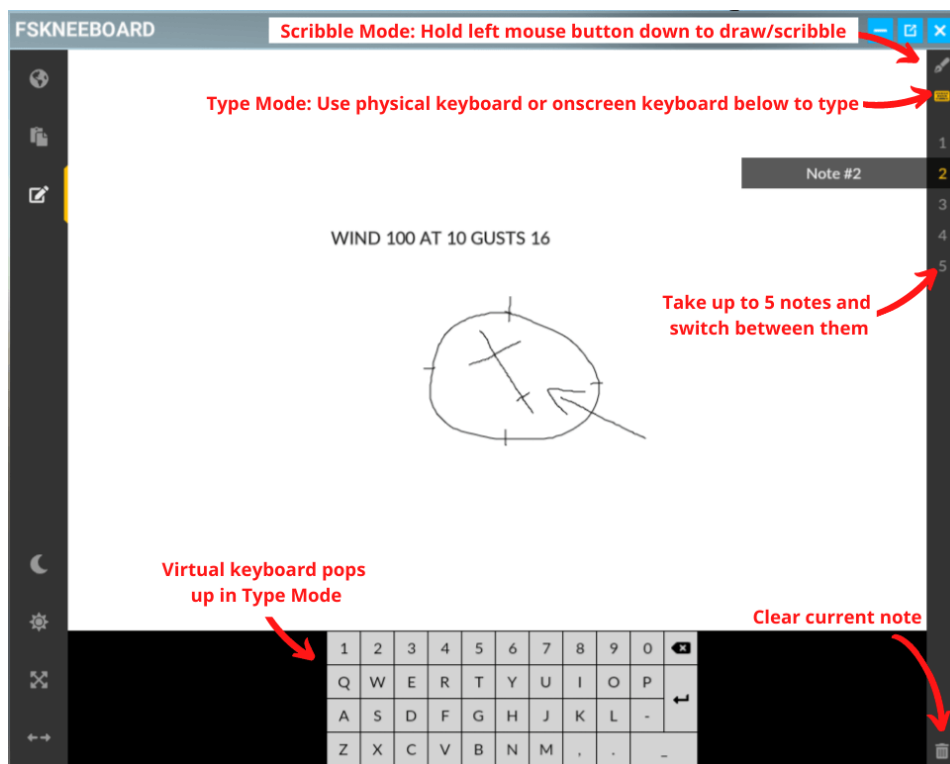 FSKNEEBOARD
Scribble Mode: Hold left mouse button down to draw/scribble
Type Mode: Use physical keyboard or onscreen keyboard below to type
1
Note #2
2
3
4
5
WIND 100 AT 10 GUSTS 16
Take up to 5 notes and
switch between them
Virtual keyboard pops
up in Type Mode
Clear current note
1 2 3 4 5 6 7 8 9 0
Q W E R T Y U I O P
A S D F G H J K L -
Z X C V B N M , . _